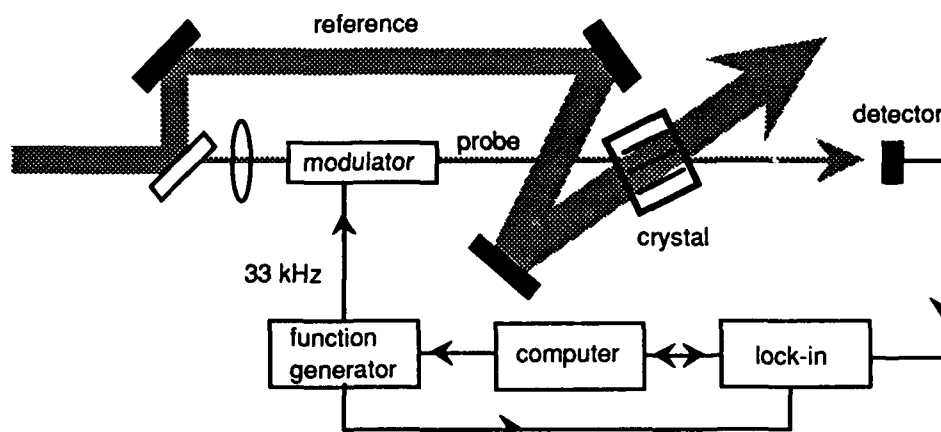 reference
detector
modulator
probe
crystal
33 kHz
function
generator
computer
lock-in